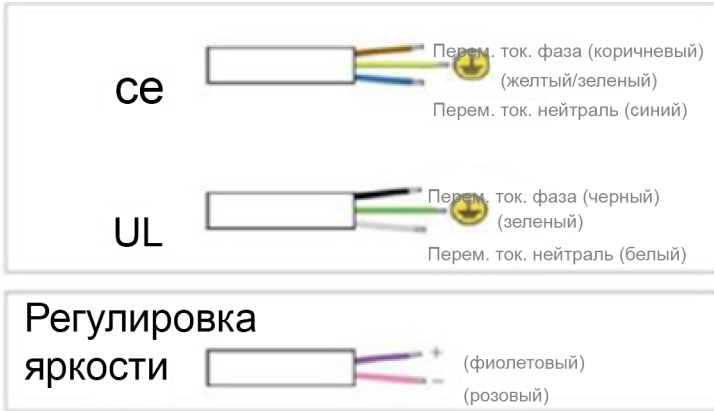 Перем. ток. фаза (коричневый)
се
(желтый/зеленый)
Перем. ток. нейтраль (синий)
Перем. ток. фаза (черный)
UL
(зеленый)
Перем. ток. нейтраль (белый)
Регулировка
яркости
+
(фиолетовый)
−
(розовый)